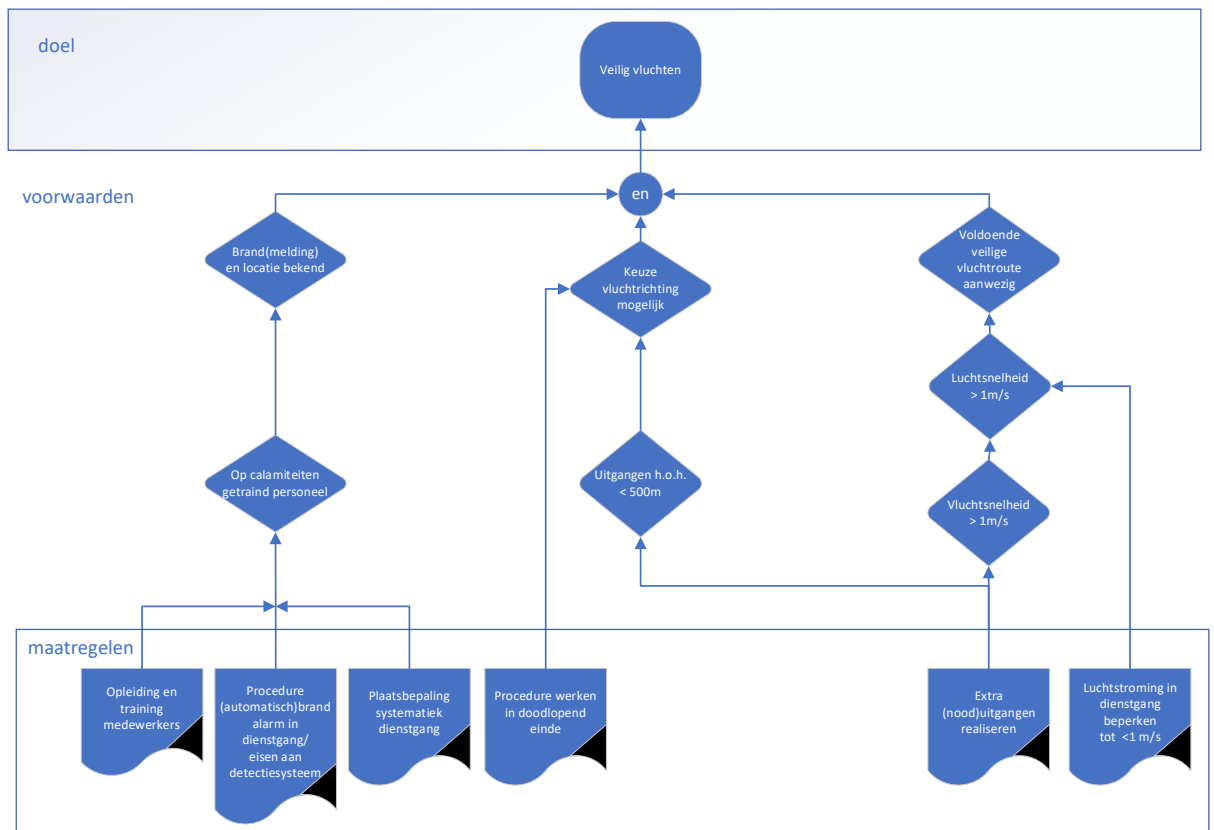 doel
Veilig vluchten
voorwaarden
en
Brand(melding)
en locatie bekend
Keuze
vluchtrichting
mogelijk
Voldoende
veilige
vluchtroute
aanwezig
Luchtsnelheid
> 1m/s
Op calamiteiten
getraind personeel
Uitgangen h.o.h.
< 500m
Vluchtsnelheid
> 1m/s
maatregelen
Opleiding en
training
medewerkers
Procedure
(automatisch)brand
alarm in
dienstgang/
eisen aan
detectiesysteem
Plaatsbepaling
systematiek
dienstgang
Procedure werken
in doodlopend
einde
Extra
(nood)uitgangen
realiseren
Luchtstroming in
dienstgang
beperken
tot <1 m/s